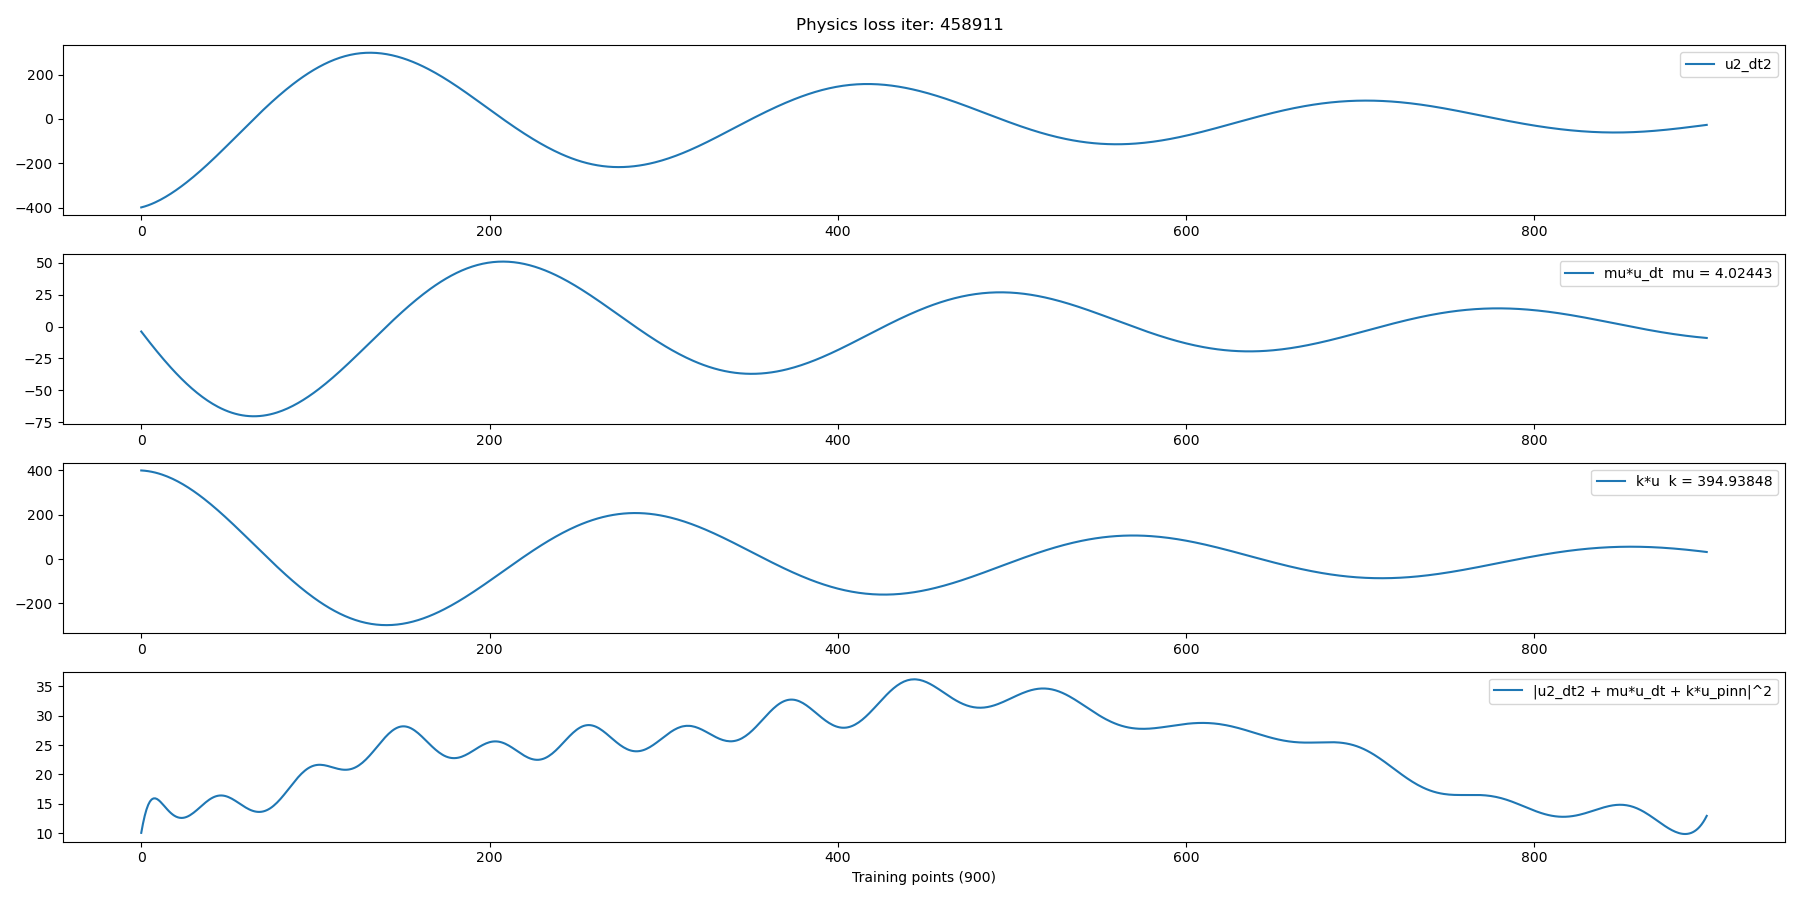 Physics loss iter: 458911
u2_dt2
200
0
−200
−400
0 200 400 600 800
mu*u_dt mu = 4.02443
50
25
0
−25
−50
−75
0 200 400 600 800
k*u k = 394.93848
400
200
0
−200
0 200 400 600 800
|u2_dt2 + mu*u_dt + k*u_pinn|^2
35
30
25
20
15
10
0 200 400 600 800
Training points (900)